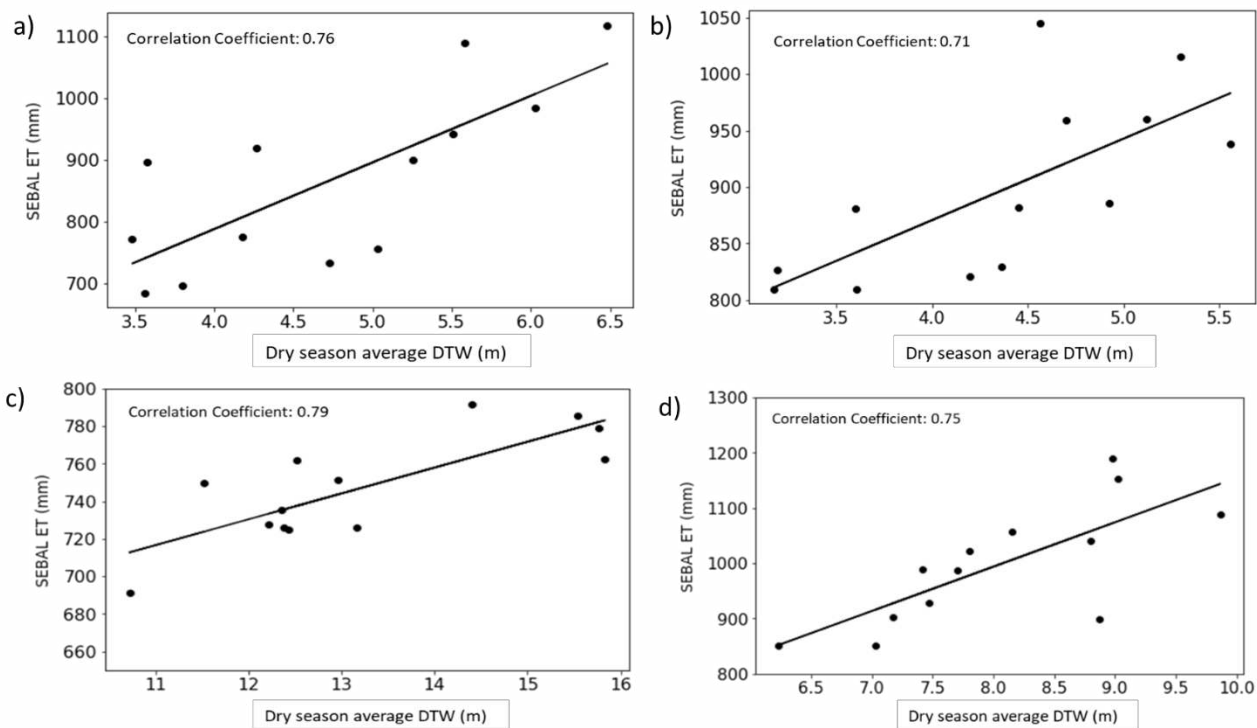 a)
Correlation Coefficient: 0.76
SEBAL ET (mm)
1100
1000
900
800
700
3.5 4.0 4.5 5.0 5.5 6.0 6.5
Dry season average DTW (m)
b)
Correlation Coefficient: 0.71
SEBAL ET (mm)
1050
1000
950
900
850
800
3.5 4.0 4.5 5.0 5.5
Dry season average DTW (m)
c)
Correlation Coefficient: 0.79
SEBAL ET (mm)
800
780
760
740
720
700
680
660
11 12 13 14 15 16
Dry season average DTW (m)
d)
Correlation Coefficient: 0.75
SEBAL ET (mm)
1300
1200
1100
1000
900
800
6.5 7.0 7.5 8.0 8.5 9.0 9.5 10.0
Dry season average DTW (m)